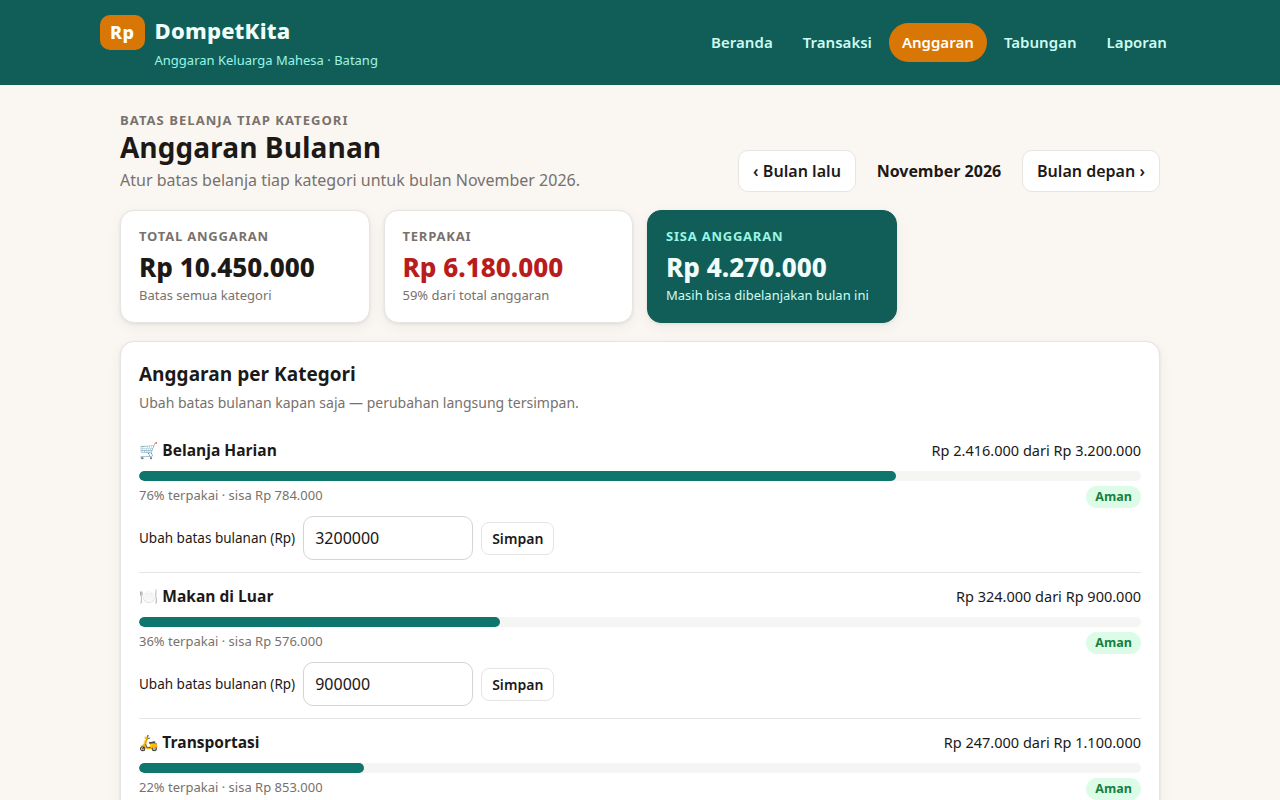 Rp DompetKita
Anggaran Keluarga Mahesa · Batang
Beranda Transaksi Anggaran Tabungan Laporan
BATAS BELANJA TIAP KATEGORI
Anggaran Bulanan
Atur batas belanja tiap kategori untuk bulan November 2026.
‹ Bulan lalu November 2026 Bulan depan ›
TOTAL ANGGARAN
Rp 10.450.000
Batas semua kategori
TERPAKAI
Rp 6.180.000
59% dari total anggaran
SISA ANGGARAN
Rp 4.270.000
Masih bisa dibelanjakan bulan ini
Anggaran per Kategori
Ubah batas bulanan kapan saja — perubahan langsung tersimpan.
Belanja Harian Rp 2.416.000 dari Rp 3.200.000
76% terpakai · sisa Rp 784.000 Aman
Ubah batas bulanan (Rp) 3200000 Simpan
Makan di Luar Rp 324.000 dari Rp 900.000
36% terpakai · sisa Rp 576.000 Aman
Ubah batas bulanan (Rp) 900000 Simpan
Transportasi Rp 247.000 dari Rp 1.100.000
22% terpakai · sisa Rp 853.000 Aman